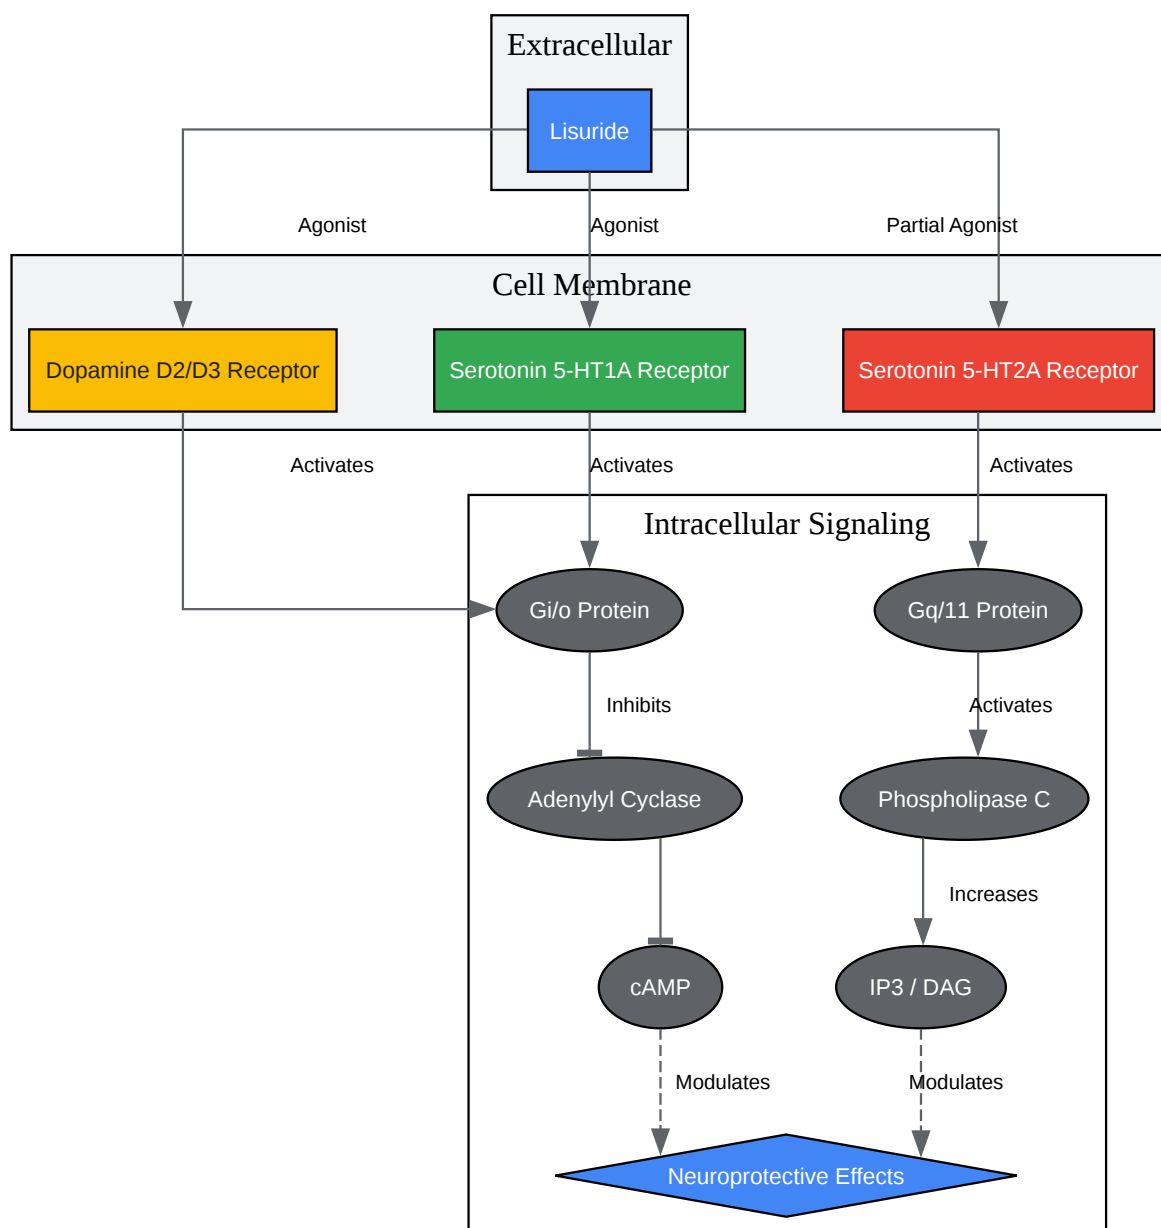 Extracellular
Lisuride
Agonist
Agonist
Partial Agonist
Cell Membrane
Dopamine D2/D3 Receptor
Serotonin 5-HT1A Receptor
Serotonin 5-HT2A Receptor
Activates
Activates
Activates
Intracellular Signaling
Gi/o Protein
Gq/11 Protein
Inhibits
Activates
Adenylyl Cyclase
Phospholipase C
Increases
cAMP
IP3 / DAG
Modulates
Modulates
Neuroprotective Effects